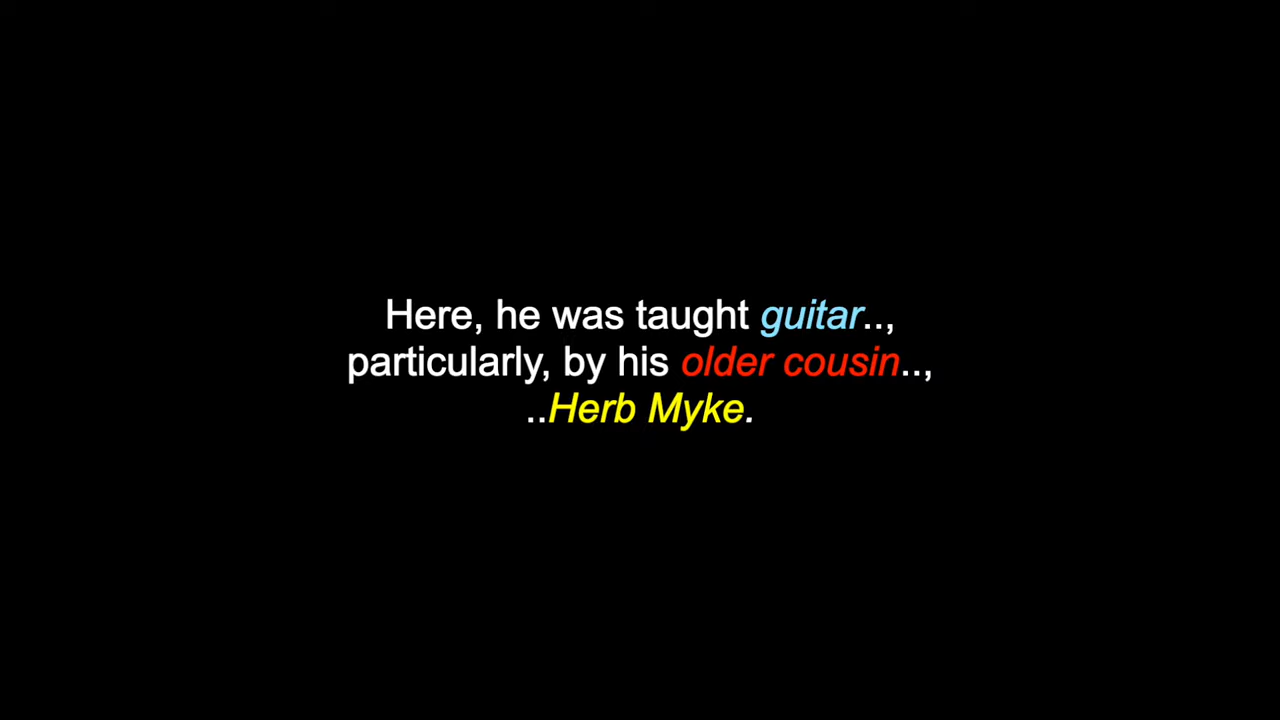 Here, he was taught guitar..,
particularly, by his older cousin..,
..Herb Myke.